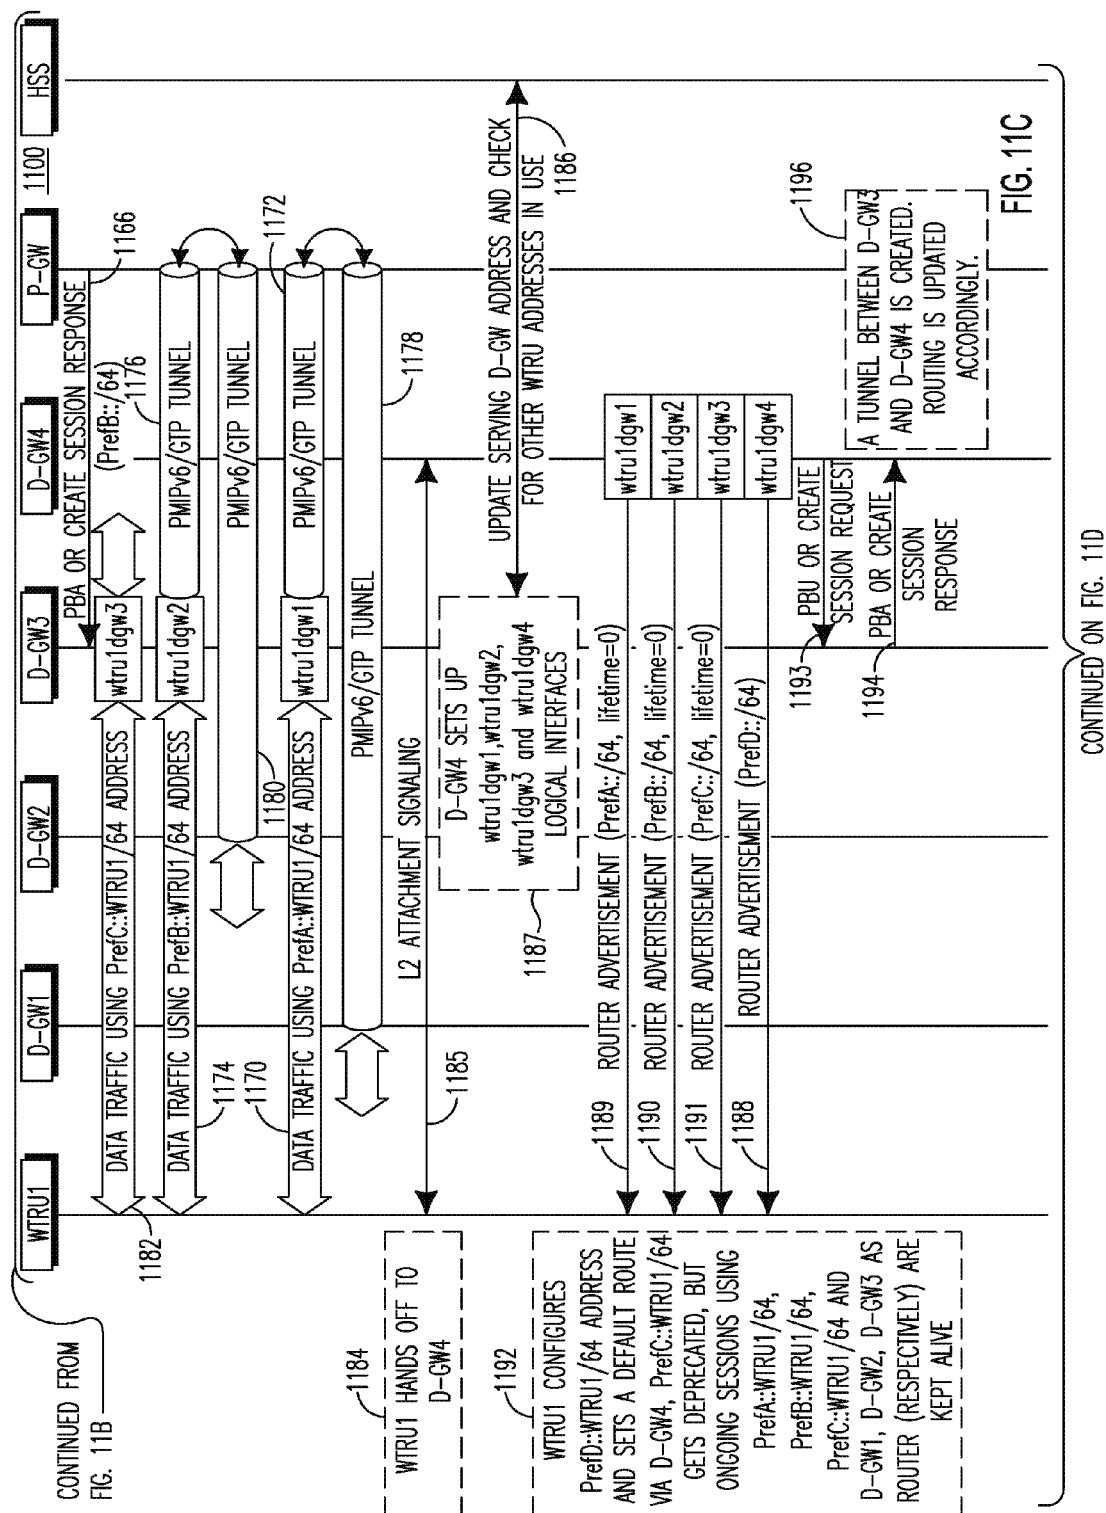 CONTINUED FROM
FIG. 11B
1100
WTRU1
D-GW1
D-GW2
D-GW3
D-GW4
P-GW
HSS
PBA OR CREATE SESSION RESPONSE
(PrefB::/64)
1166
DATA TRAFFIC USING PrefC::WTRU1/64 ADDRESS
wtru1dgw3
1182
1176
DATA TRAFFIC USING PrefB::WTRU1/64 ADDRESS
wtru1dgw2
PMIPv6/GTP TUNNEL
1174
PMIPv6/GTP TUNNEL
1180
1172
1170
DATA TRAFFIC USING PrefA::WTRU1/64 ADDRESS
wtru1dgw1
PMIPv6/GTP TUNNEL
PMIPv6/GTP TUNNEL
1178
1184
WTRU1 HANDS OFF TO
D-GW4
L2 ATTACHMENT SIGNALING
1185
UPDATE SERVING D-GW ADDRESS AND CHECK
FOR OTHER WTRU ADDRESSES IN USE
1186
D-GW4 SETS UP
wtru1dgw1,wtru1dgw2,
wtru1dgw3 and wtru1dgw4
LOGICAL INTERFACES
1187
1189
ROUTER ADVERTISEMENT (PrefA::/64, lifetime=0)
wtru1dgw1
1190
ROUTER ADVERTISEMENT (PrefB::/64, lifetime=0)
wtru1dgw2
1191
ROUTER ADVERTISEMENT (PrefC::/64, lifetime=0)
wtru1dgw3
1188
ROUTER ADVERTISEMENT (PrefD::/64)
wtru1dgw4
1192
WTRU1 CONFIGURES
PrefD::WTRU1/64 ADDRESS
AND SETS A DEFAULT ROUTE
VIA D-GW4, PrefC::WTRU1/64
GETS DEPRECATED, BUT
ONGOING SESSIONS USING
PrefA::WTRU1/64,
PrefB::WTRU1/64,
PrefC::WTRU1/64 AND
D-GW1, D-GW2, D-GW3 AS
ROUTER (RESPECTIVELY) ARE
KEPT ALIVE
PBU OR CREATE
SESSION REQUEST
1193
PBA OR CREATE
SESSION
RESPONSE
1194
1196
A TUNNEL BETWEEN D-GW3
AND D-GW4 IS CREATED.
ROUTING IS UPDATED
ACCORDINGLY.
FIG. 11C
CONTINUED ON FIG. 11D